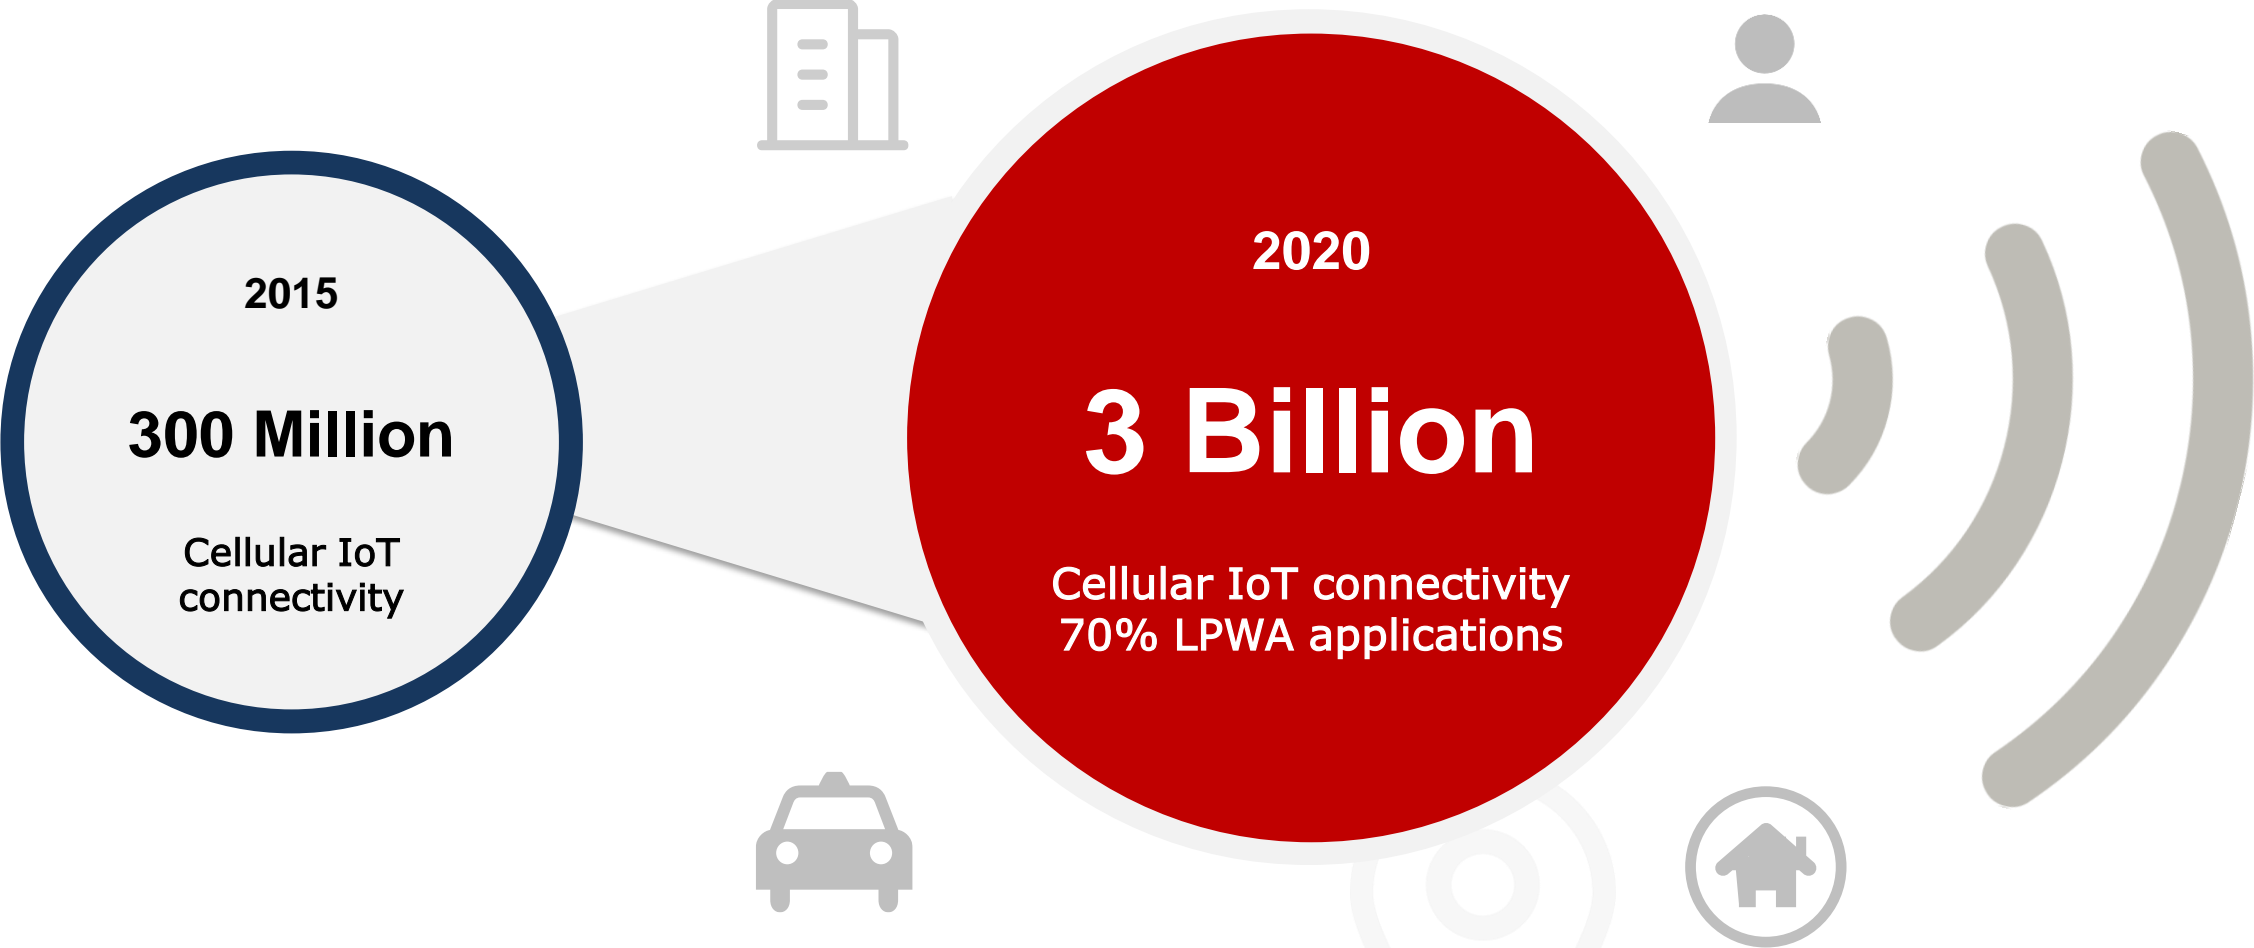 2015
300 Million
Cellular IoT
connectivity
2020
3 Billion
Cellular IoT connectivity
70% LPWA applications